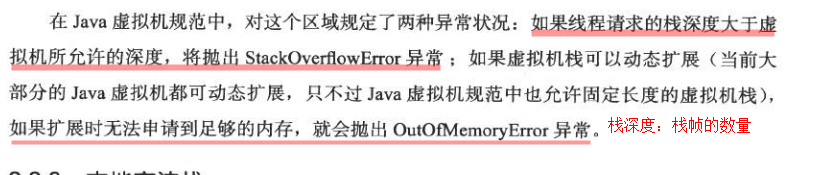 在 Java 虚拟机规范中，对这个区域规定了两种异常状况：如果线程请求的栈深度大于虚
拟机所允许的深度，将抛出 StackOverflowError 异常；如果虚拟机栈可以动态扩展（当前大
部分的 Java 虚拟机都可动态扩展，只不过 Java 虚拟机规范中也允许固定长度的虚拟机栈），
如果扩展时无法申请到足够的内存，就会抛出 OutOfMemoryError 异常。
栈深度：栈帧的数量